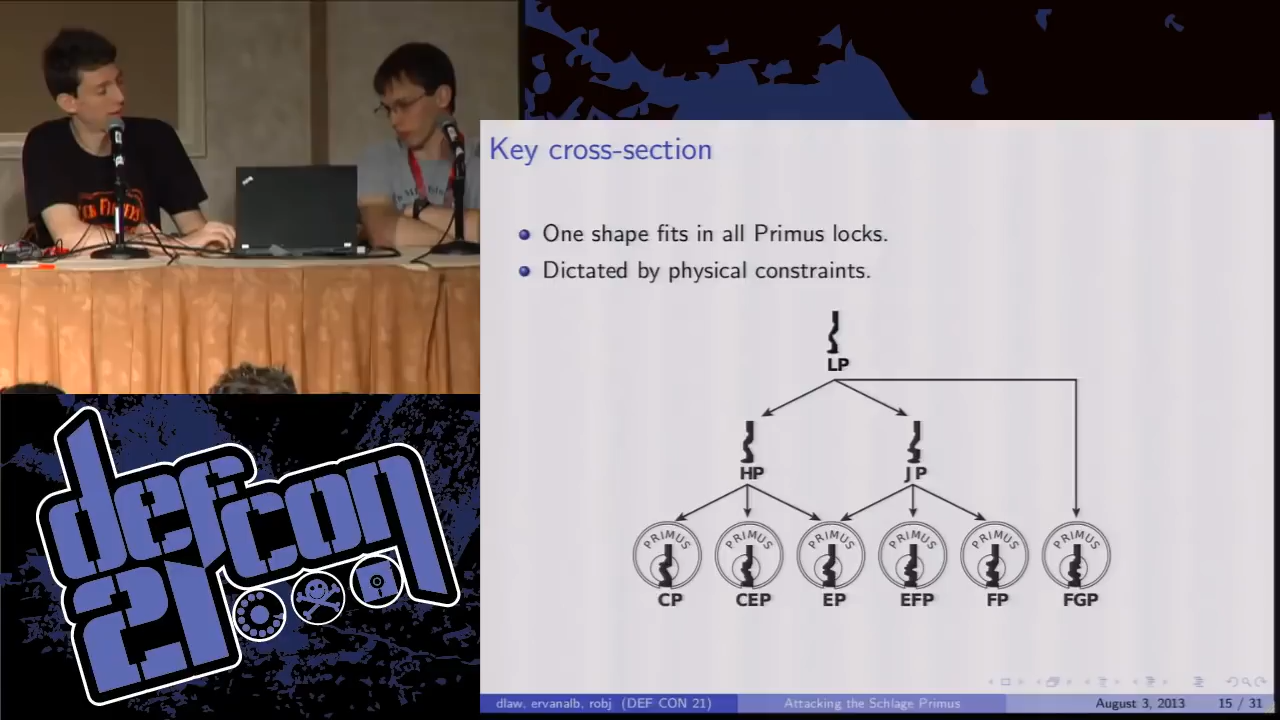 Key cross-section
One shape fits in all Primus locks.
Dictated by physical constraints.
LP
HP
JP
PRIMUS PRIMUS PRIMUS PRIMUS PRIMUS PRIMUS
CP CEP EP EFP FP FGP
defcon
21
dlaw, ervanalb, robj (DEF CON 21) Attacking the Schlage Primus August 3, 2013 15 / 31